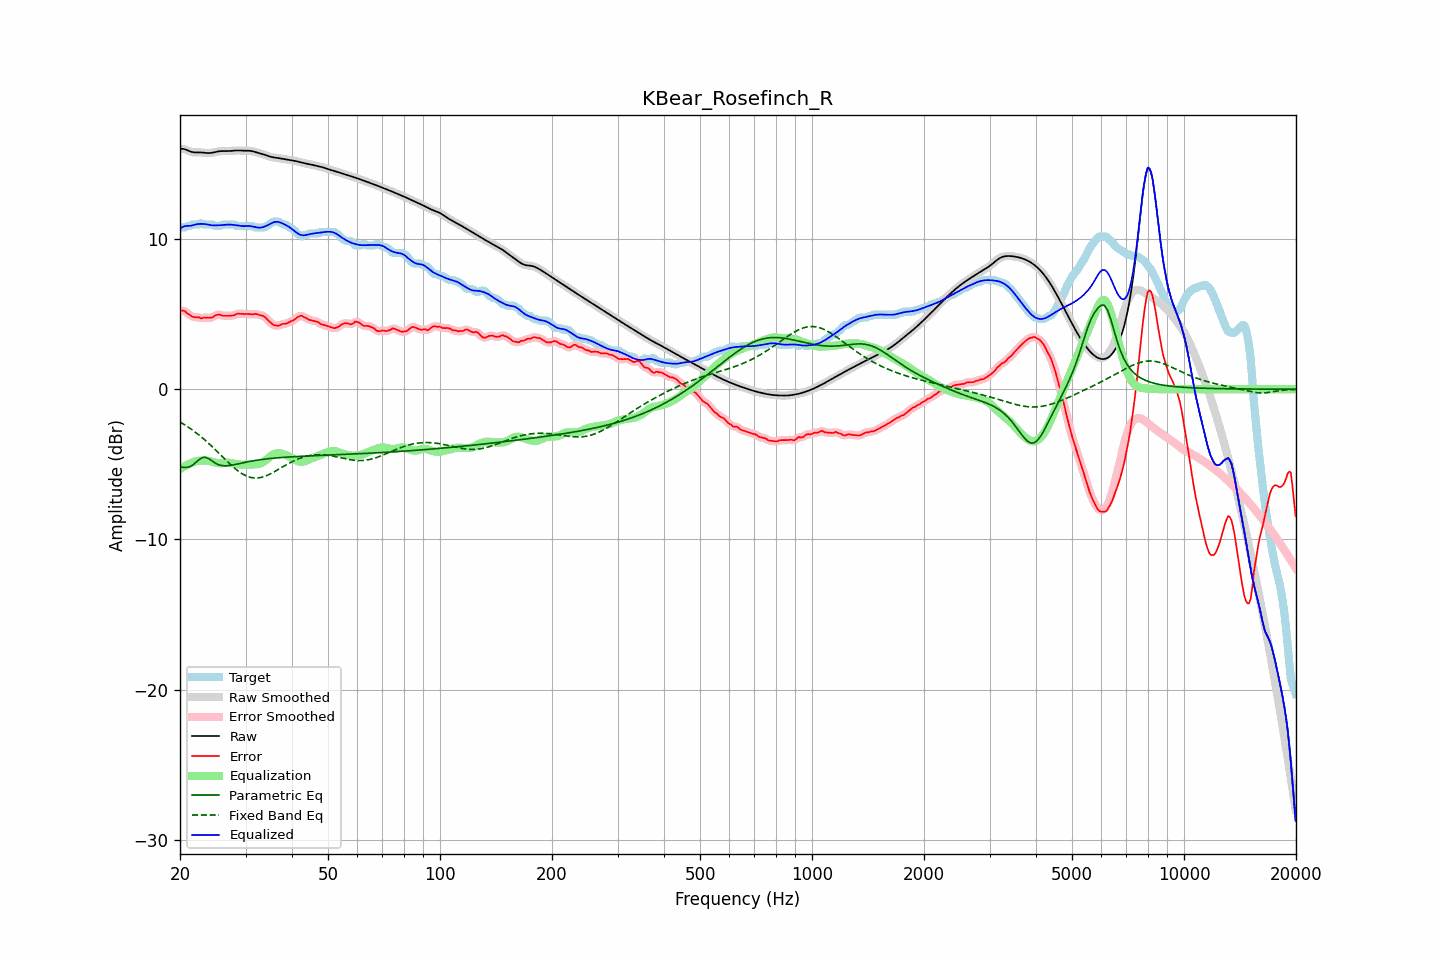 KBear_Rosefinch_R
Amplitude (dBr)
10
0
−10
−20
−30
Target
Raw Smoothed
Error Smoothed
Raw
Error
Equalization
Parametric Eq
Fixed Band Eq
Equalized
20 50 100 200 500 1000 2000 5000 10000 20000
Frequency (Hz)